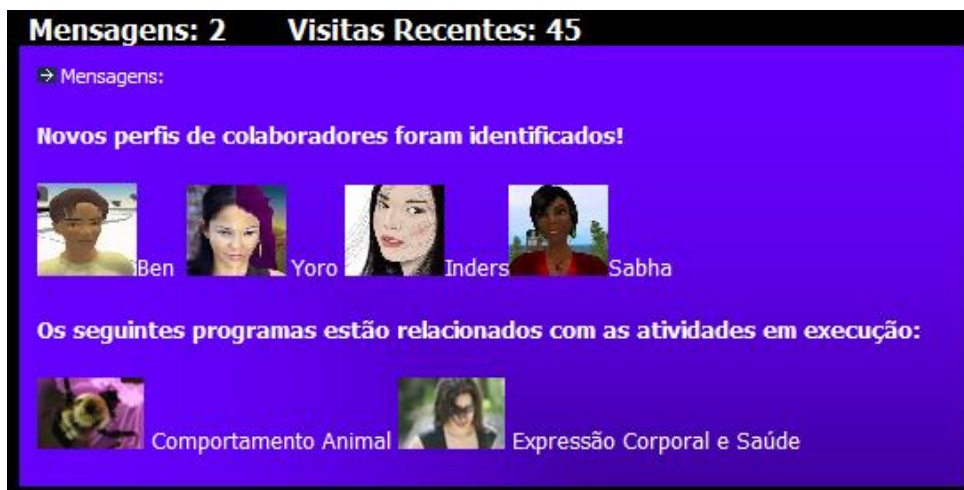 Mensagens: 2 Visitas Recentes: 45
Mensagens:
Novos perfis de colaboradores foram identificados!
Ben Yoro Inders Sabha
Os seguintes programas estão relacionados com as atividades em execução:
Comportamento Animal Expressão Corporal e Saúde